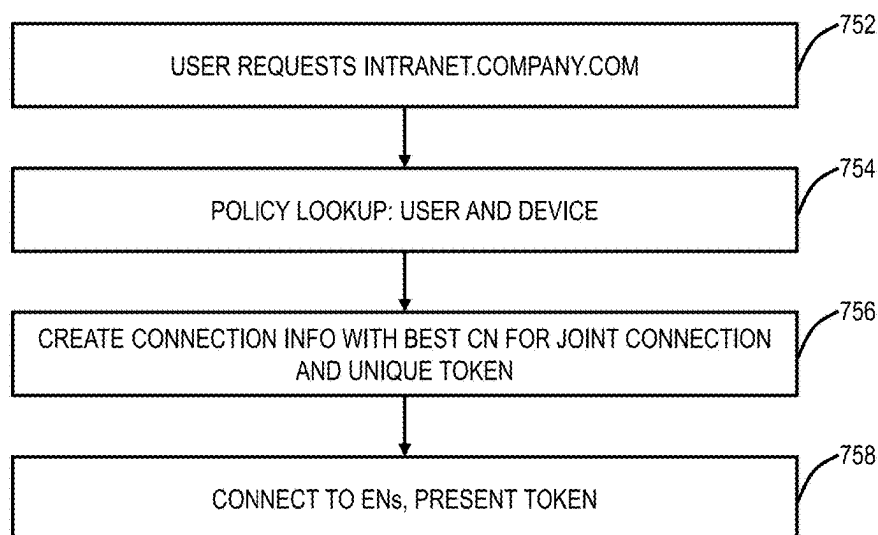 752
USER REQUESTS INTRANET.COMPANY.COM
754
POLICY LOOKUP: USER AND DEVICE
756
CREATE CONNECTION INFO WITH BEST CN FOR JOINT CONNECTION
AND UNIQUE TOKEN
758
CONNECT TO ENs, PRESENT TOKEN